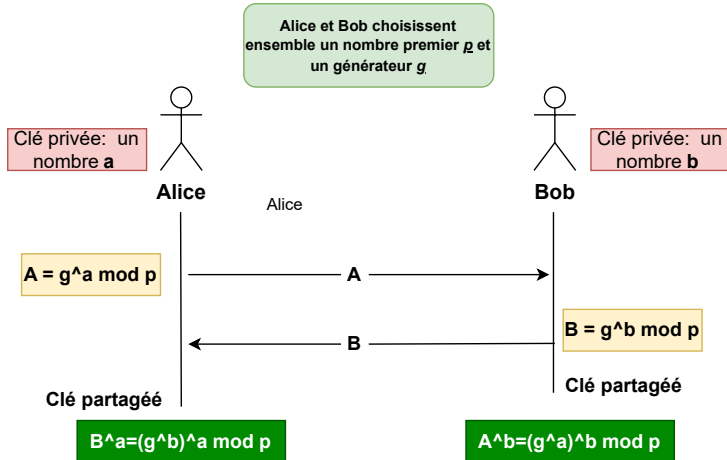 Alice et Bob choisissent
ensemble un nombre premier p et
un générateur g
Clé privée: un
nombre a
Clé privée: un
nombre b
Alice
Bob
Alice
A = g^a mod p
A
B = g^b mod p
B
Clé partagéé
Clé partagéé
B^a=(g^b)^a mod p
A^b=(g^a)^b mod p